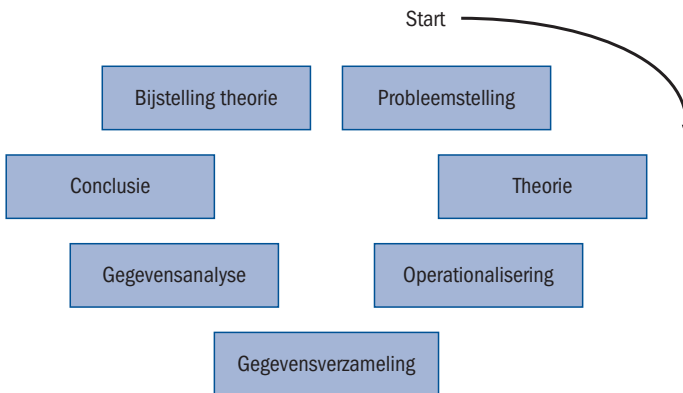 Start
Bijstelling theorie
Probleemstelling
Conclusie
Theorie
Gegevensanalyse
Operationalisering
Gegevensverzameling